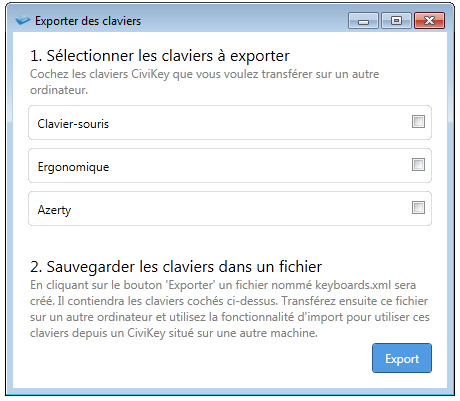 Exporter des claviers
1. Sélectionner les claviers à exporter
Cochez les claviers CiviKey que vous voulez transférer sur un autre
ordinateur.
Clavier-souris
Ergonomique
Azerty
2. Sauvegarder les claviers dans un fichier
En cliquant sur le bouton 'Exporter' un fichier nommé keyboards.xml sera
créé. Il contiendra les claviers cochés ci-dessus. Transférez ensuite ce fichier
sur un autre ordinateur et utilisez la fonctionnalité d'import pour utiliser ces
claviers depuis un CiviKey situé sur une autre machine.
Export